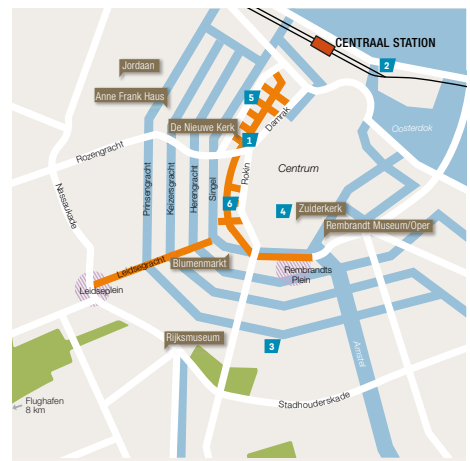 CENTRAAL STATION
2
Jordaan
Anne Frank Haus
5
De Nieuwe Kerk
Damrak
Oosterdok
1
Rozengracht
Centrum
Nassaukade
Prinsengracht
Keizersgracht
Herengracht
Singel
Rokin
6
4
Zuiderkerk
Rembrandt Museum/Oper
Leidsegracht
Blumenmarkt
Rembrandts
Plein
Leidseplein
Rijksmuseum
3
Amstel
Stadhouderskade
Flughafen
8 km